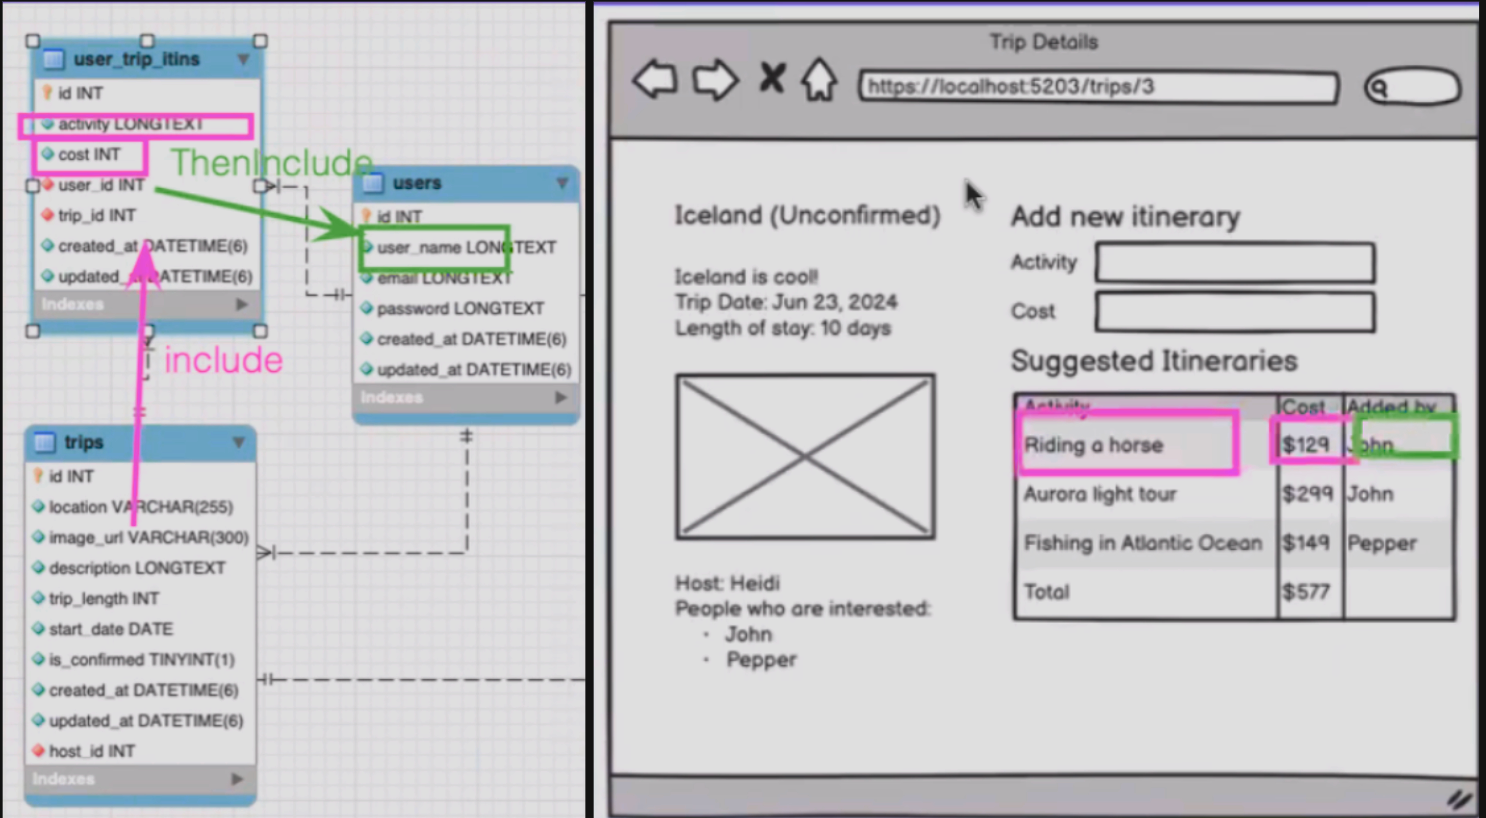 user_trip_itins
id INT
activity LONGTEXT
cost INT
user_id INT
trip_id INT
created_at DATETIME(6)
updated_at DATETIME(6)
Indexes
ThenInclude
users
id INT
user_name LONGTEXT
email LONGTEXT
password LONGTEXT
created_at DATETIME(6)
updated_at DATETIME(6)
Indexes
include
trips
id INT
location VARCHAR(255)
image_url VARCHAR(300)
description LONGTEXT
trip_length INT
start_date DATE
is_confirmed TINYINT(1)
created_at DATETIME(6)
updated_at DATETIME(6)
host_id INT
Indexes
Trip Details
https://localhost:5203/trips/3
Iceland (Unconfirmed)
Iceland is cool!
Trip Date: Jun 23, 2024
Length of stay: 10 days
Host: Heidi
People who are interested:
· John
· Pepper
Add new itinerary
Activity
Cost
Suggested Itineraries
Activity Cost Added by
Riding a horse $129 John
Aurora light tour $299 John
Fishing in Atlantic Ocean $149 Pepper
Total $577